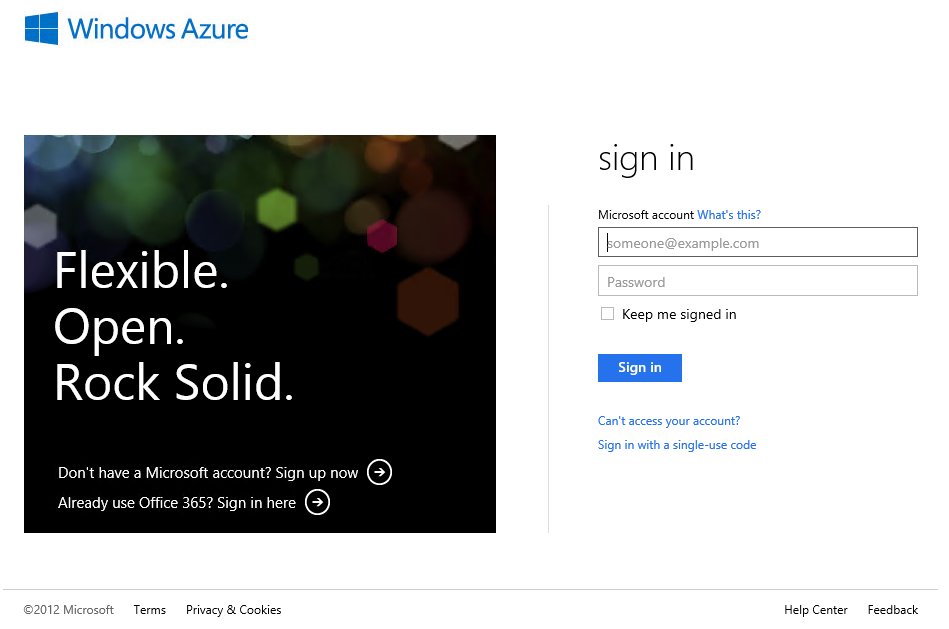 Windows Azure
Flexible.
Open.
Rock Solid.
Don't have a Microsoft account? Sign up now
Already use Office 365? Sign in here
sign in
Microsoft account What's this?
someone@example.com
Password
Keep me signed in
Sign in
Can't access your account?
Sign in with a single-use code
©2012 Microsoft Terms Privacy & Cookies Help Center Feedback